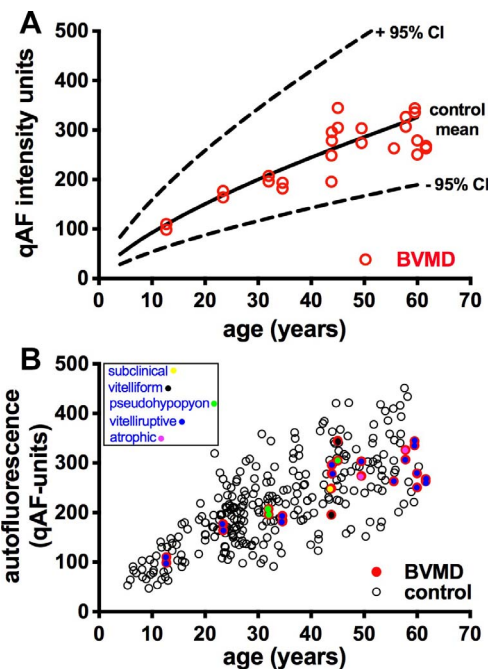 A
500
400
300
200
100
0
qAF intensity units
+ 95% CI
control
mean
- 95% CI
BVMD
0 10 20 30 40 50 60 70
age (years)
B
500
400
300
200
100
0
autofluorescence
(qAF-units)
subclinical
vitelliform
pseudohypopyon
vitelliruptive
atrophic
BVMD
control
0 10 20 30 40 50 60 70
age (years)